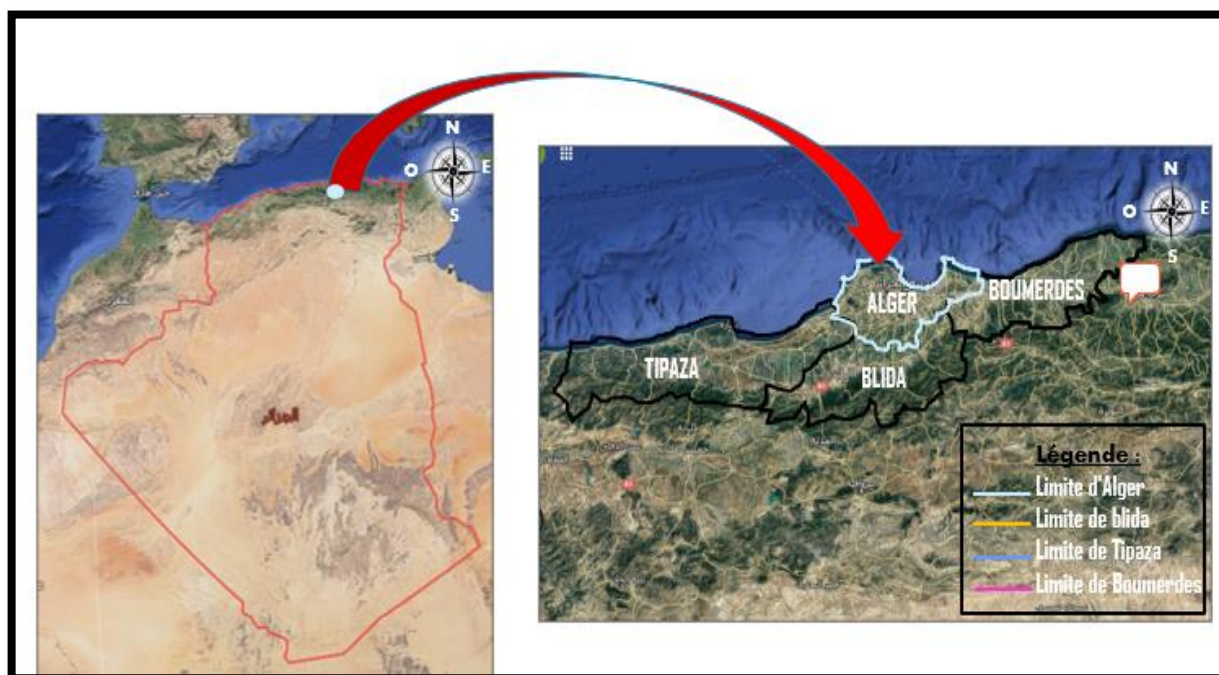 N
O
E
S
الجزائر
N
O
E
S
ALGER
BOUMERDES
TIPAZA
BLIDA
Légende :
Limite d'Alger
Limite de blida
Limite de Tipaza
Limite de Boumerdes